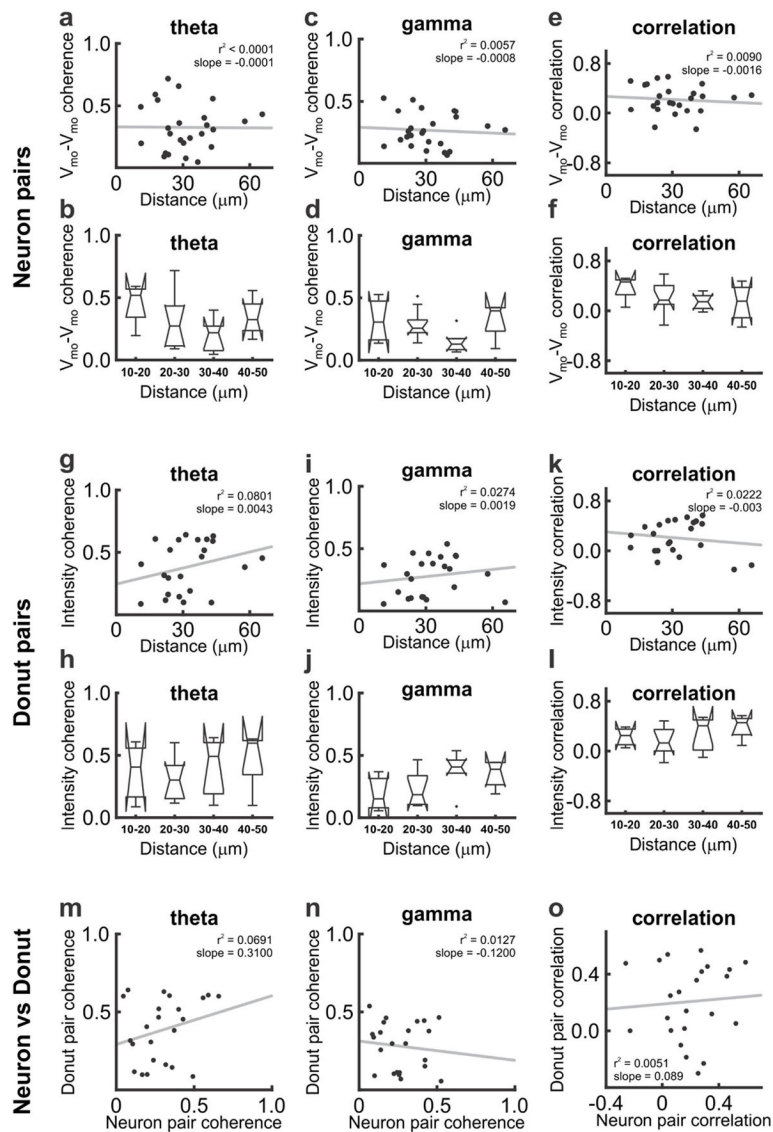 Neuron pairs
a
theta
r² < 0.0001
slope = -0.0001
Vmo-Vmo coherence
1.0
0.5
0
0
30
60
Distance (μm)
c
gamma
r² = 0.0057
slope = -0.0008
Vmo-Vmo coherence
1.0
0.5
0
0
30
60
Distance (μm)
e
correlation
r² = 0.0090
slope = -0.0016
Vmo-Vmo correlation
0.8
0.0
-0.8
0
30
60
Distance (μm)
b
theta
Vmo-Vmo coherence
1.0
0.5
0.0
10-20
20-30
30-40
40-50
Distance (μm)
d
gamma
Vmo-Vmo coherence
1.0
0.5
0.0
10-20
20-30
30-40
40-50
Distance (μm)
f
correlation
Vmo-Vmo correlation
0.8
0.0
-0.8
10-20
20-30
30-40
40-50
Distance (μm)
Donut pairs
g
theta
r² = 0.0801
slope = 0.0043
Intensity coherence
1.0
0.5
0
0
30
60
Distance (μm)
i
gamma
r² = 0.0274
slope = 0.0019
Intensity coherence
1.0
0.5
0
0
30
60
Distance (μm)
k
correlation
r² = 0.0222
slope = -0.003
Intensity correlation
0.8
0.0
-0.8
0
30
60
Distance (μm)
h
theta
Intensity coherence
1.0
0.5
0.0
10-20
20-30
30-40
40-50
Distance (μm)
j
gamma
Intensity coherence
1.0
0.5
0.0
10-20
20-30
30-40
40-50
Distance (μm)
l
correlation
Intensity correlation
0.8
0.0
-0.8
10-20
20-30
30-40
40-50
Distance (μm)
Neuron vs Donut
m
theta
r² = 0.0691
slope = 0.3100
Donut pair coherence
1.0
0.5
0
0
0.5
1.0
Neuron pair coherence
n
gamma
r² = 0.0127
slope = -0.1200
Donut pair coherence
1.0
0.5
0
0
0.5
1.0
Neuron pair coherence
o
correlation
r² = 0.0051
slope = 0.089
Donut pair correlation
0.4
0.0
-0.4
0
0.4
Neuron pair correlation